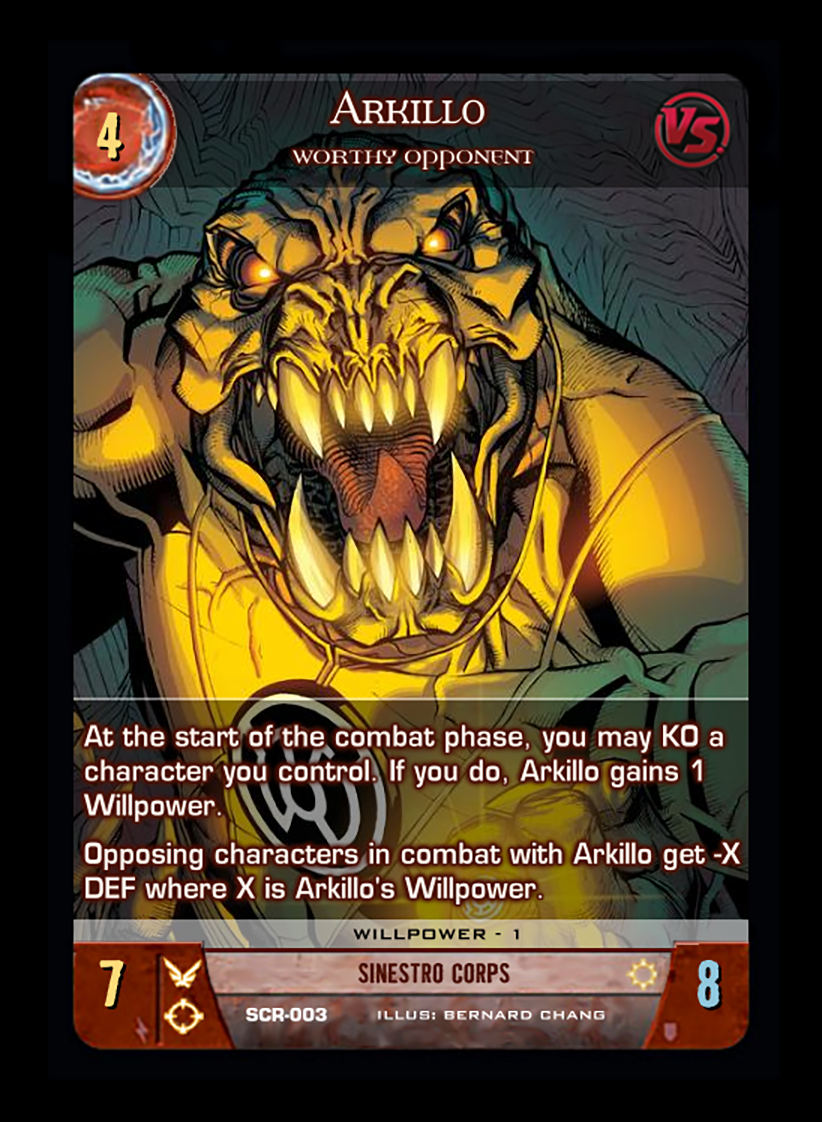 4
Arkillo
VS.
Worthy Opponent
At the start of the combat phase, you may KO a
character you control. If you do, Arkillo gains 1
Willpower.
Opposing characters in combat with Arkillo get -X
DEF where X is Arkillo's Willpower.
WILLPOWER - 1
7
SINESTRO CORPS
8
SCR-003
ILLUS: BERNARD CHANG